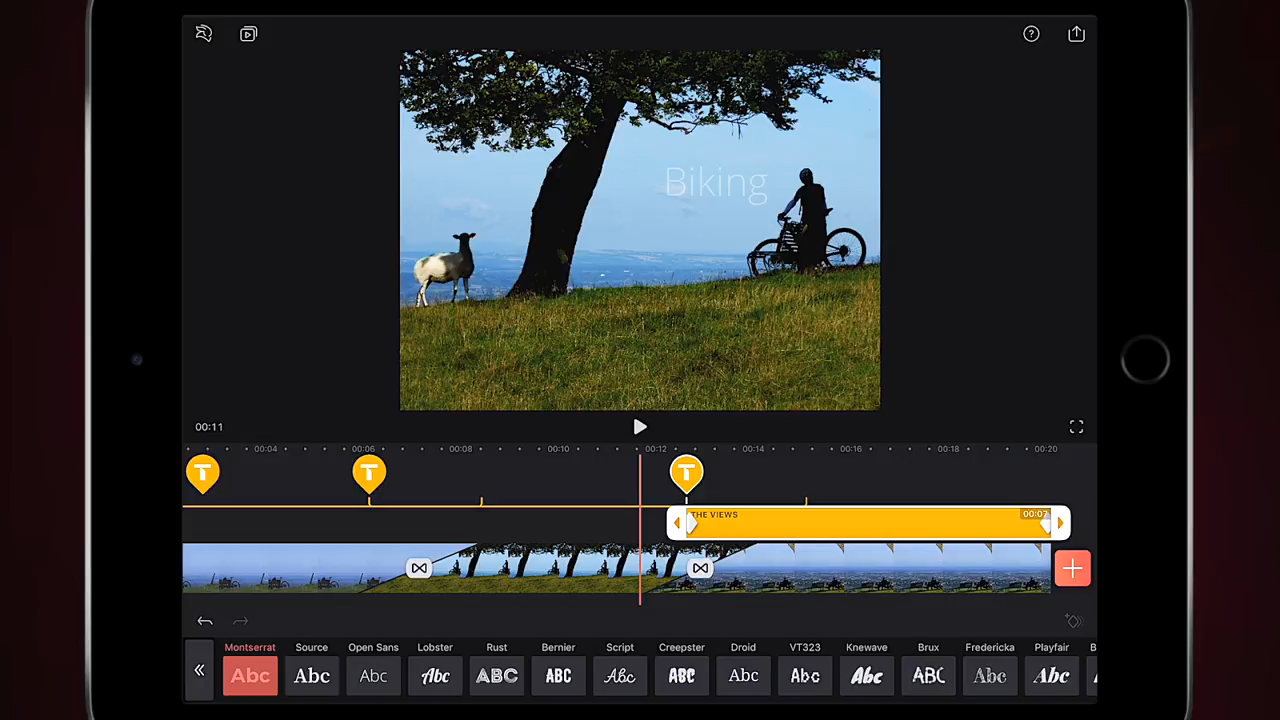 ?
Biking
00:11
00:04 00:06 00:08 00:10 00:12 00:14 00:16 00:18 00:20
T T T
THE VIEWS 00:07
Montserrat Source Open Sans Lobster Rust Bernier Script Creepster Droid VT323 Knewave Brux Fredericka Playfair B
Abc Abc Abc Abc ABC ABC Abc ABC Abc Abc Abc ABC Abc Abc